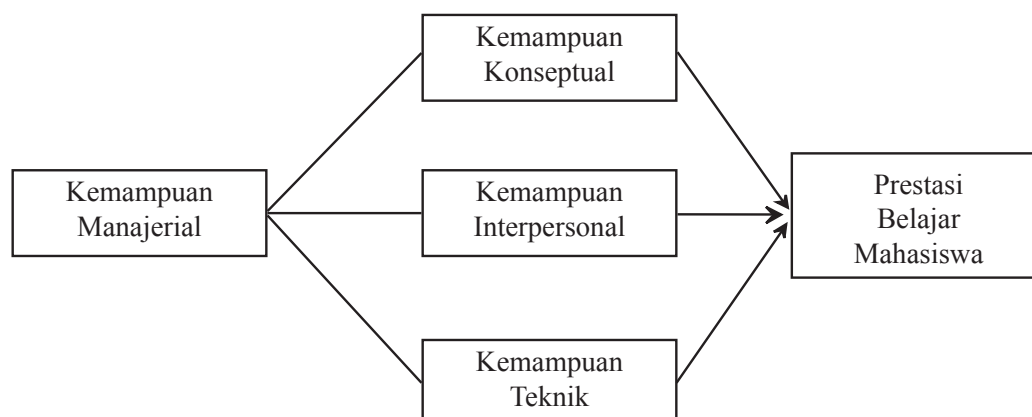 Kemampuan
Konseptual
Kemampuan
Manajerial
Kemampuan
Interpersonal
Prestasi
Belajar
Mahasiswa
Kemampuan
Teknik